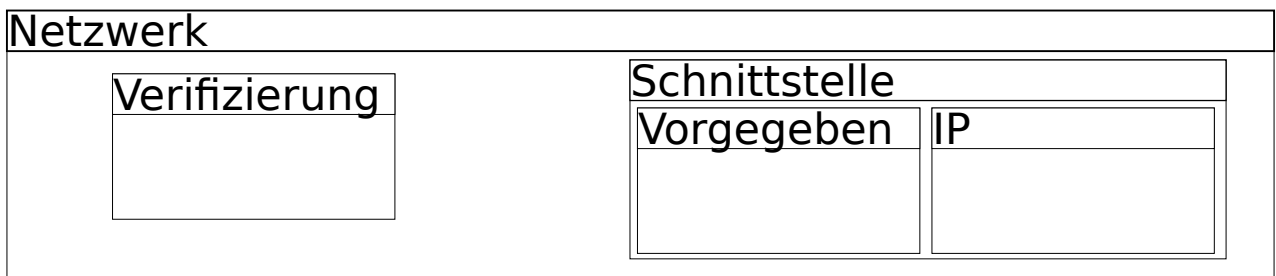 Netzwerk
Verifizierung
Schnittstelle
Vorgegeben
IP